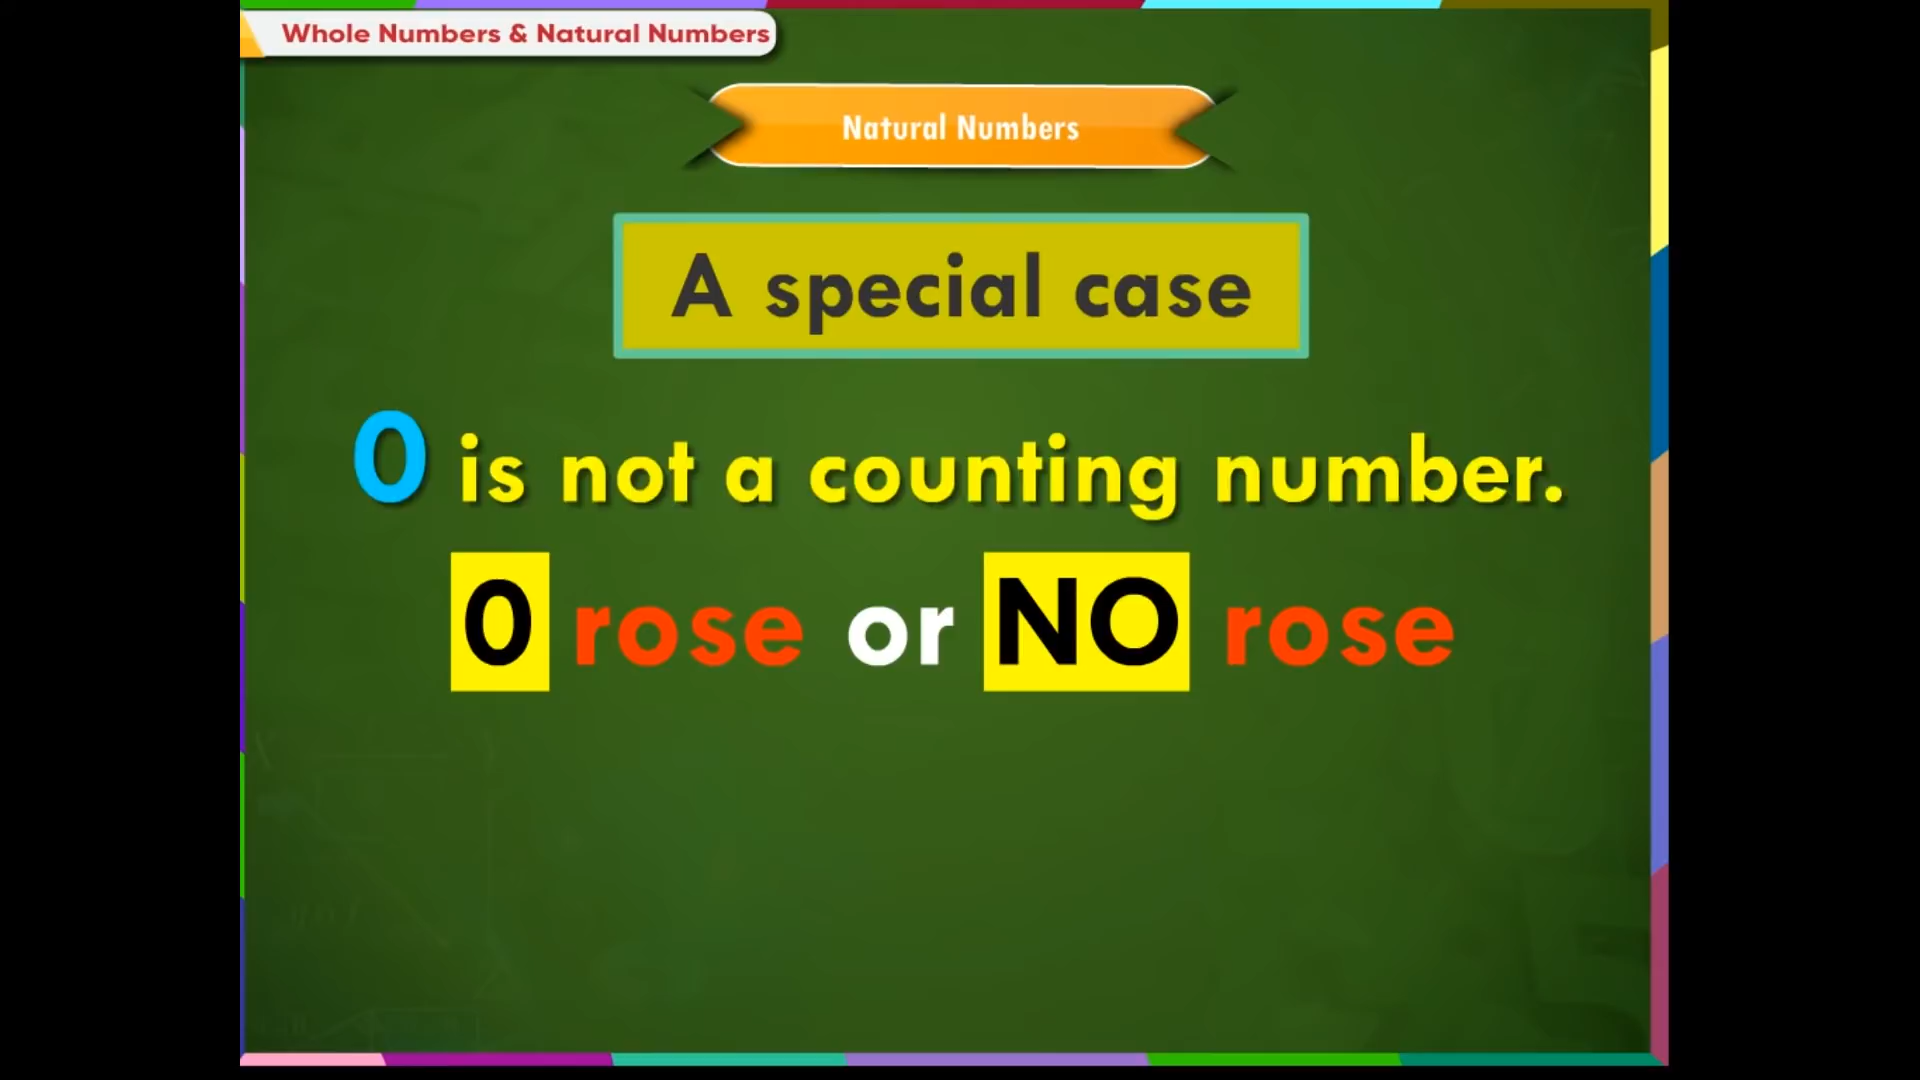 Whole Numbers & Natural Numbers
Natural Numbers
A special case
0 is not a counting number.
0 rose or NO rose